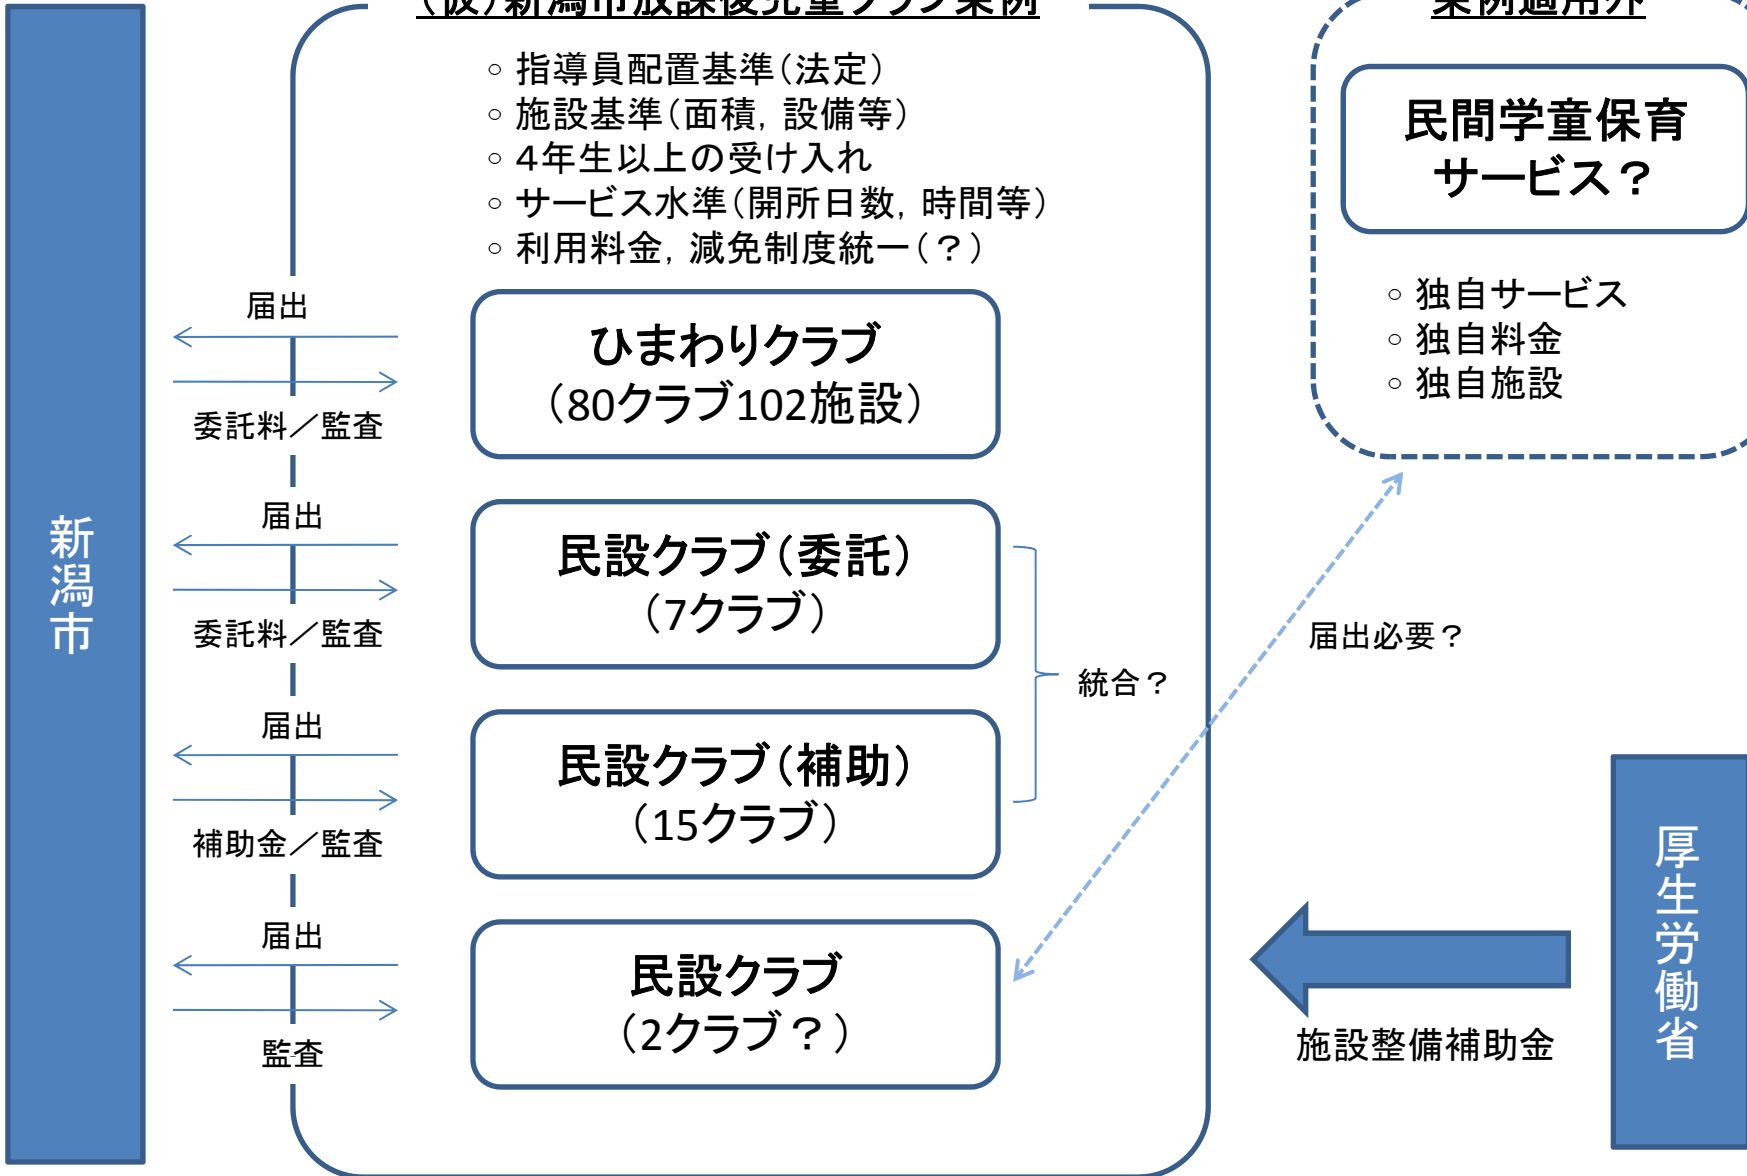 (仮)新潟市放課後児童クラブ条例
○ 指導員配置基準(法定)
○ 施設基準(面積, 設備等)
○ 4年生以上の受け入れ
○ サービス水準(開所日数, 時間等)
○ 利用料金, 減免制度統一(？)
届出
委託料／監査
ひまわりクラブ
(80クラブ102施設)
届出
委託料／監査
民設クラブ(委託)
(7クラブ)
統合？
届出
補助金／監査
民設クラブ(補助)
(15クラブ)
届出
監査
民設クラブ
(2クラブ？)
新潟市
条例適用外
民間学童保育
サービス？
○ 独自サービス
○ 独自料金
○ 独自施設
届出必要？
施設整備補助金
厚生労働省